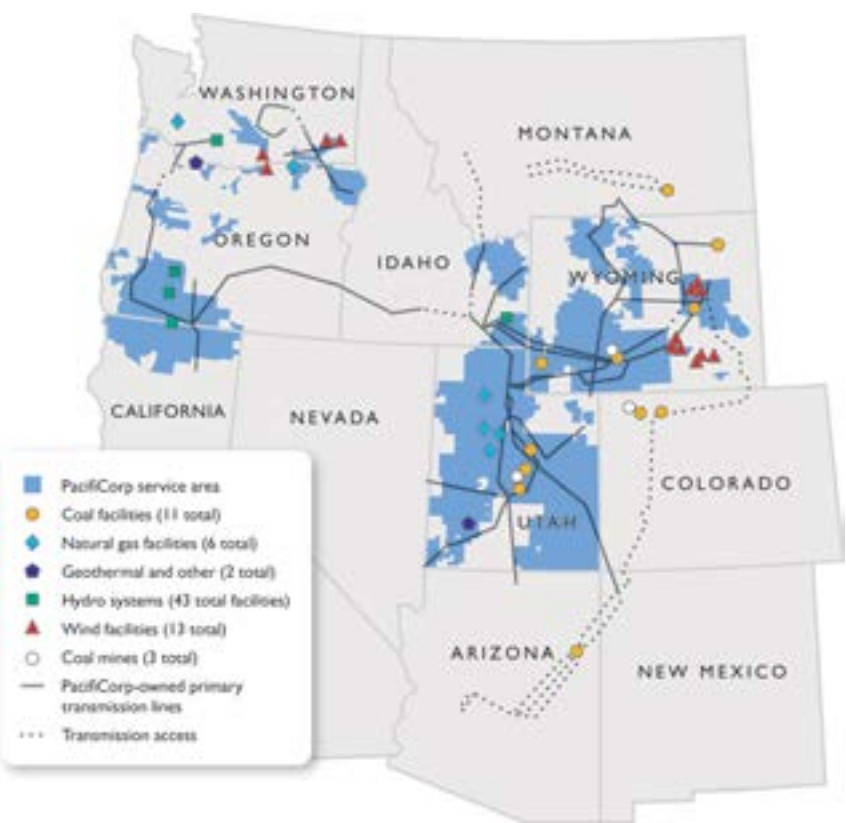 WASHINGTON
MONTANA
OREGON
IDAHO
WYOMING
CALIFORNIA
NEVADA
COLORADO
UTAH
ARIZONA
NEW MEXICO
PacifiCorp service area
Coal facilities (11 total)
Natural gas facilities (6 total)
Geothermal and other (2 total)
Hydro systems (43 total facilities)
Wind facilities (13 total)
Coal mines (3 total)
PacifiCorp-owned primary
transmission lines
Transmission access